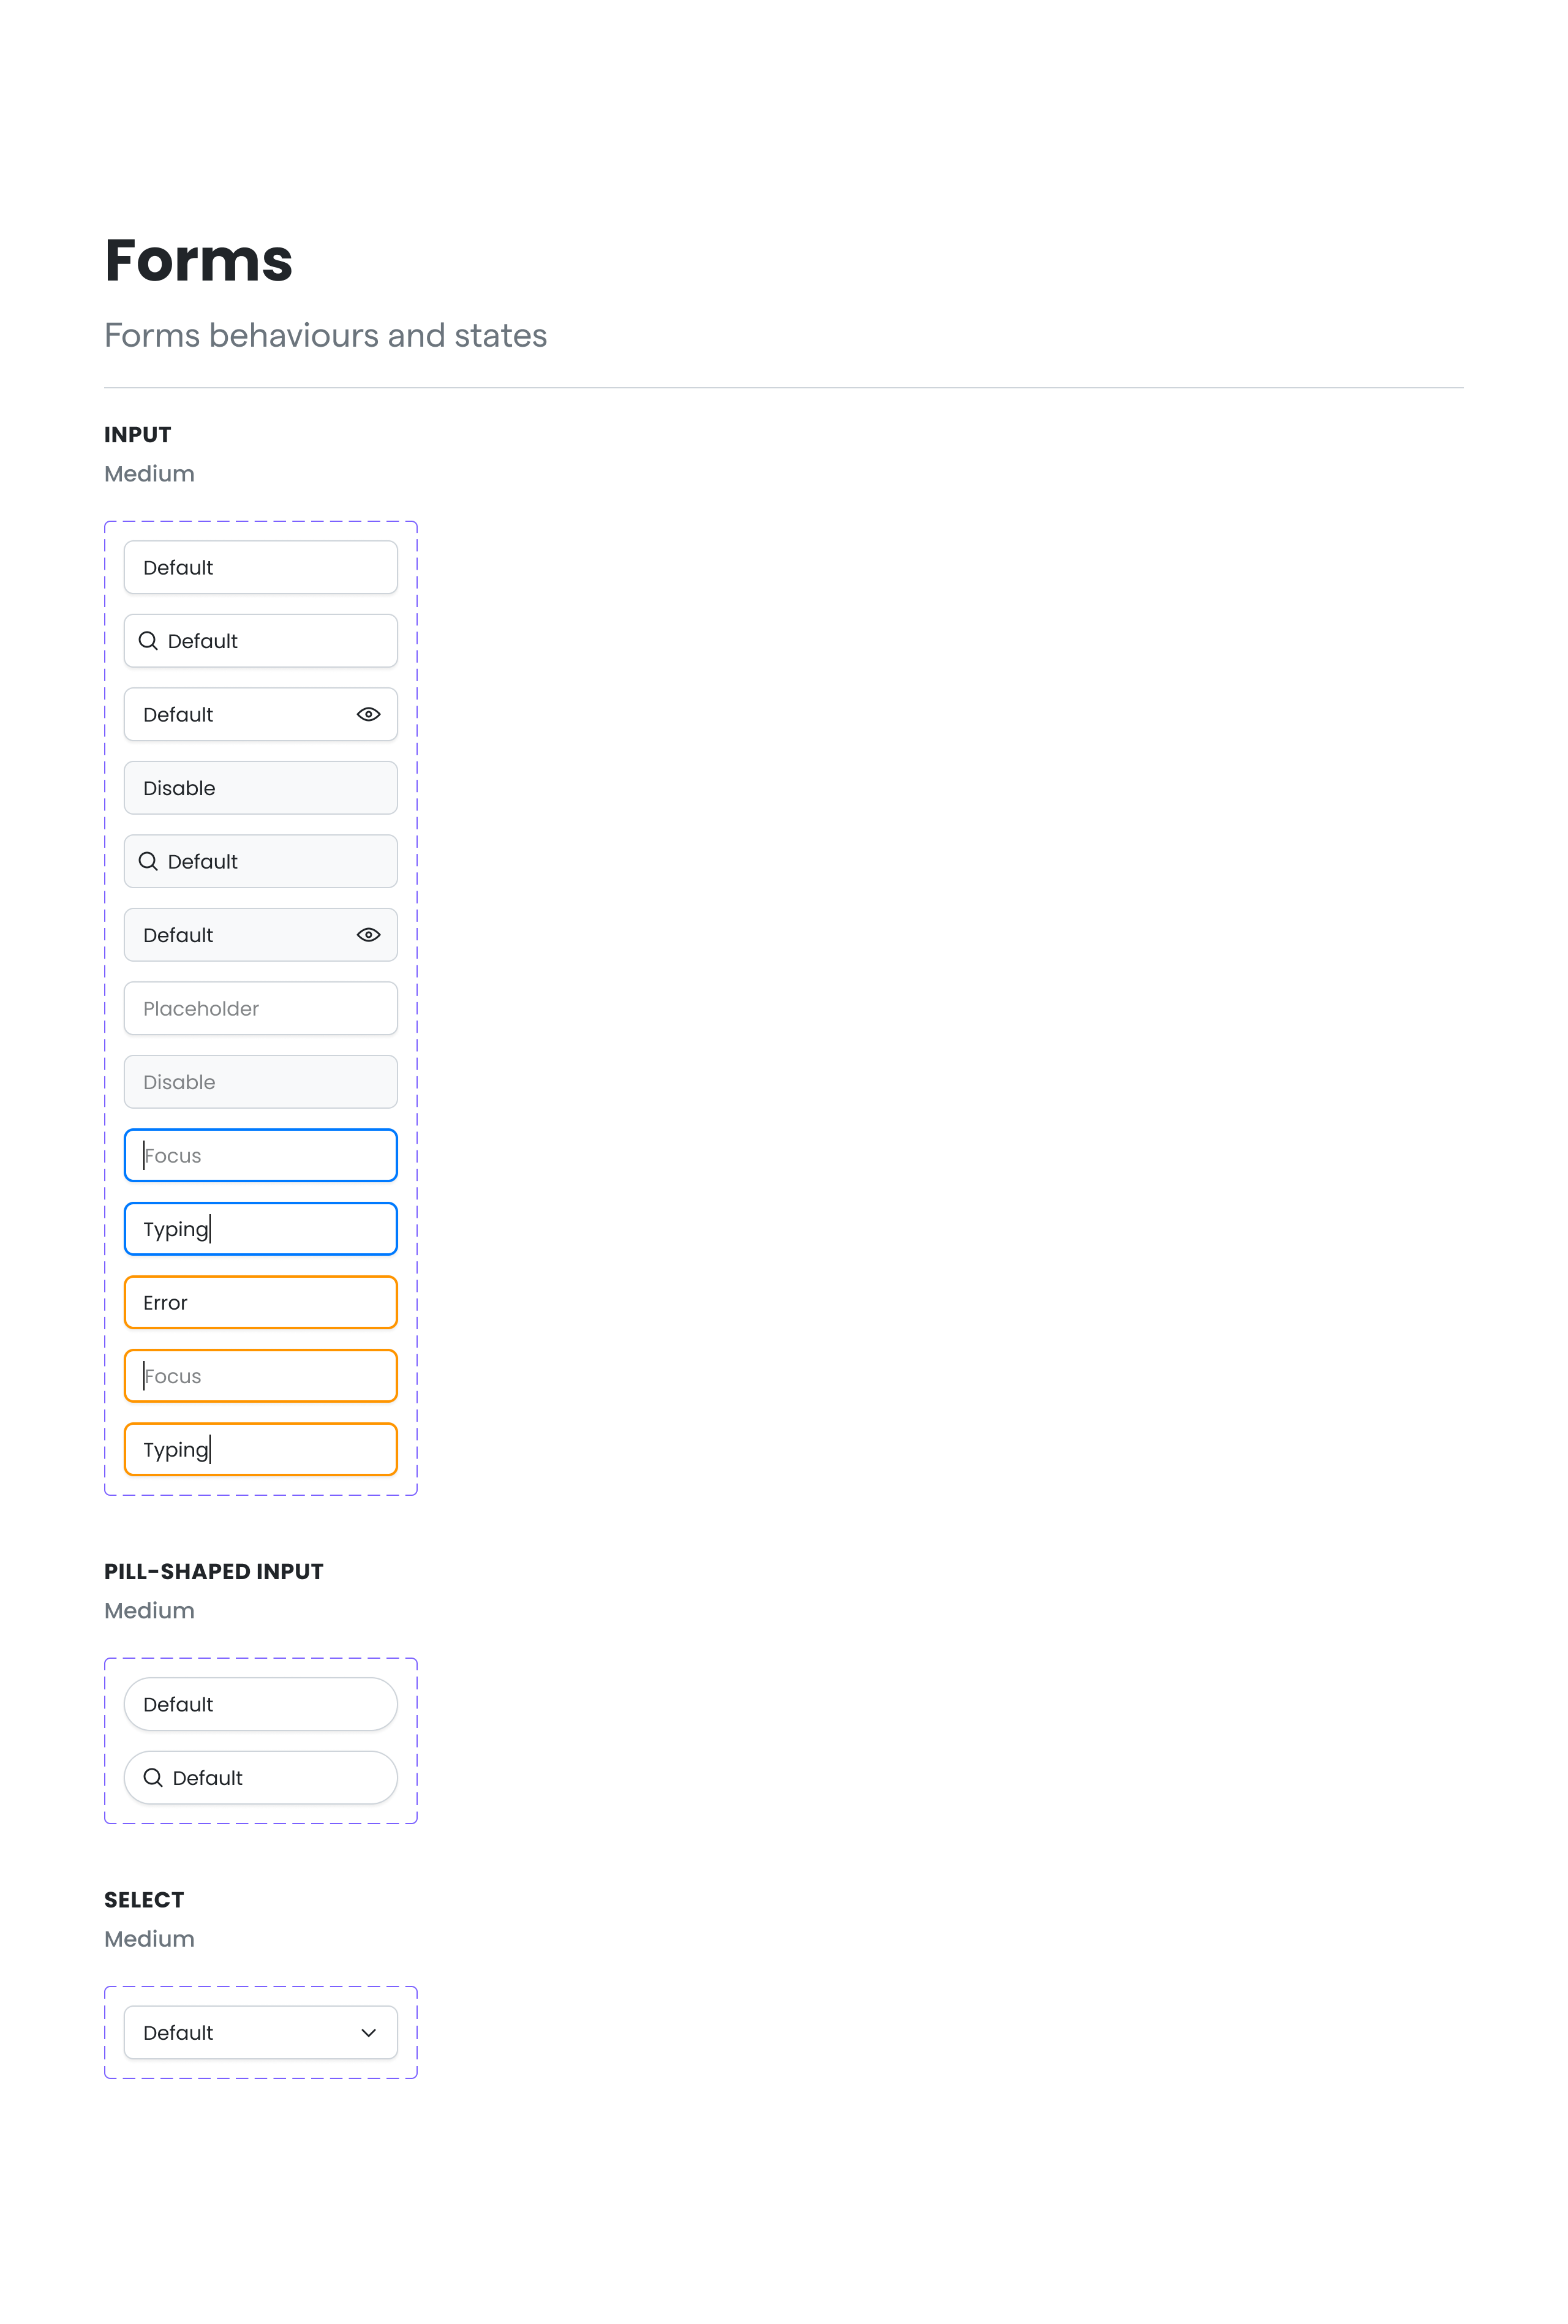 Forms
Forms behaviours and states
INPUT
Medium
Default
Default
Default
Disable
Default
Default
Placeholder
Disable
Focus
Typing
Error
Focus
Typing
PILL-SHAPED INPUT
Medium
Default
Default
SELECT
Medium
Default